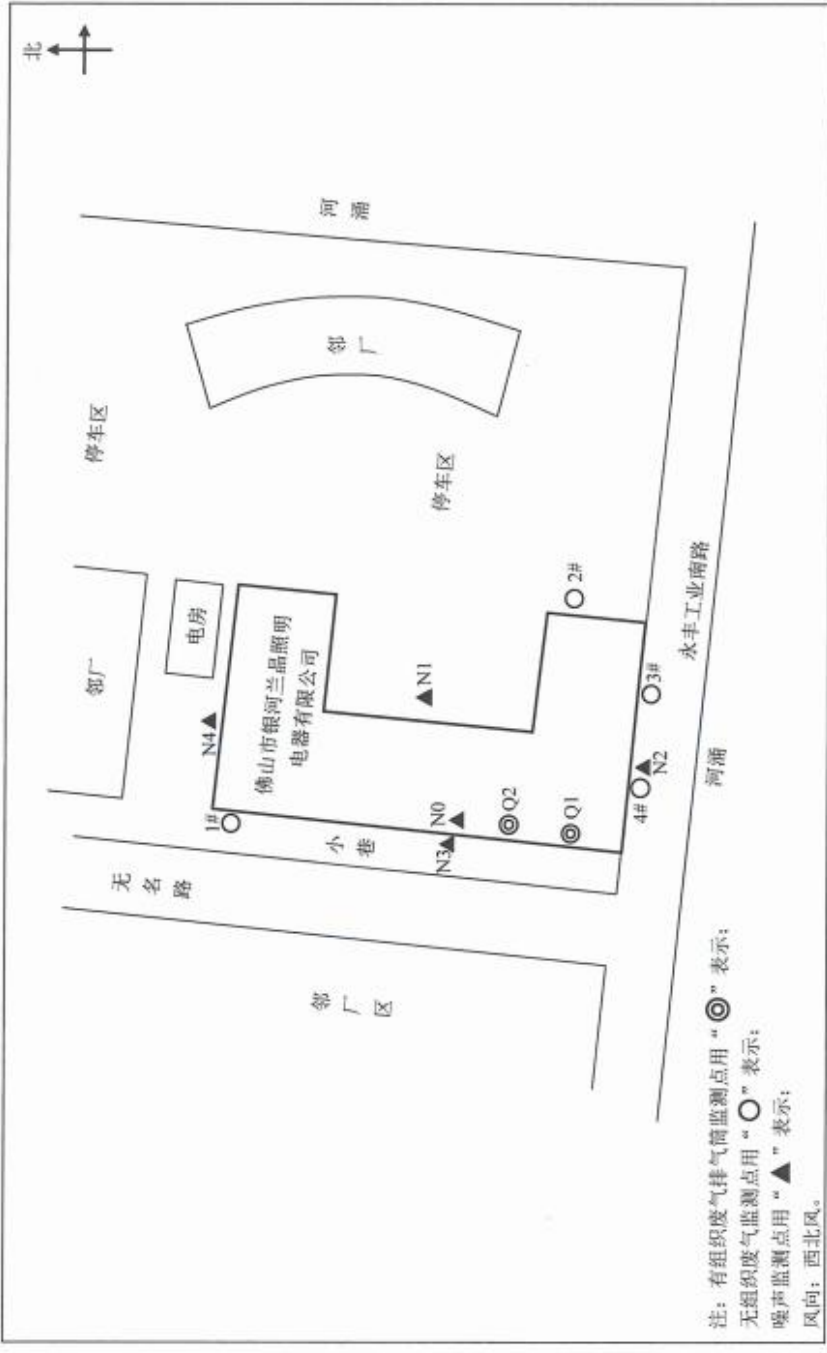 北
河涌
停车区
邻厂
邻厂
电房
停车区
N4
佛山市银河兰晶照明
电器有限公司
1#
无名路
小巷
N1
2#
N0
N3
Q2
Q1
邻厂区
3#
永丰工业南路
4#
N2
河涌
注：有组织废气排气筒监测点用“◎”表示；
无组织废气监测点用“○”表示；
噪声监测点用“▲”表示；
风向：西北风。